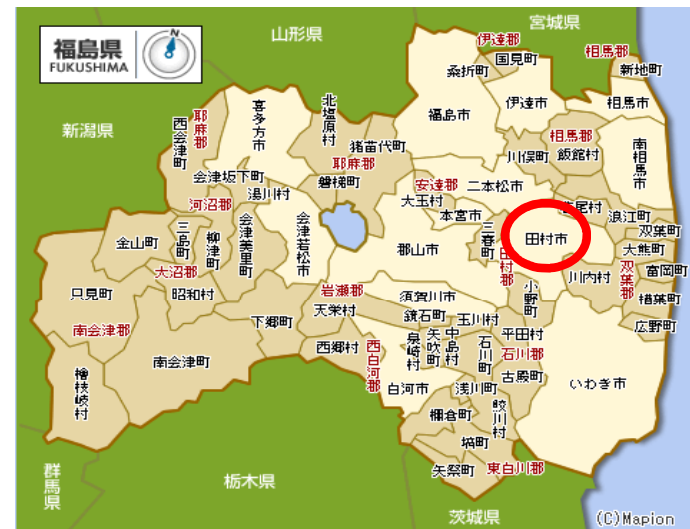 福島県
FUKUSHIMA
N
山形県
宮城県
新潟県
伊達郡
国見町
桑折町
相馬郡
新地町
伊達市
相馬市
福島市
喜多方市
北塩原村
耶麻郡
西会津町
猪苗代町
耶麻郡
磐梯町
相馬郡
川俣町
飯舘村
南相馬市
会津坂下町
湯川村
河沼郡
安達郡
大玉村
二本松市
本宮市
葛尾村
浪江町
双葉町
大熊町
双葉郡
富岡町
楢葉町
広野町
川内村
田村市
三春町
田村郡
小野町
郡山市
会津若松市
会津美里町
柳津町
三島町
金山町
大沼郡
昭和村
只見町
南会津郡
檜枝岐村
南会津町
下郷町
岩瀬郡
天栄村
須賀川市
鏡石町
玉川村
平田村
石川郡
石川町
古殿町
西郷村
西白河郡
泉崎村
矢吹町
中島村
白河市
浅川町
鮫川村
棚倉町
塙町
矢祭町
東白川郡
いわき市
群馬県
栃木県
茨城県
(C)Mapion